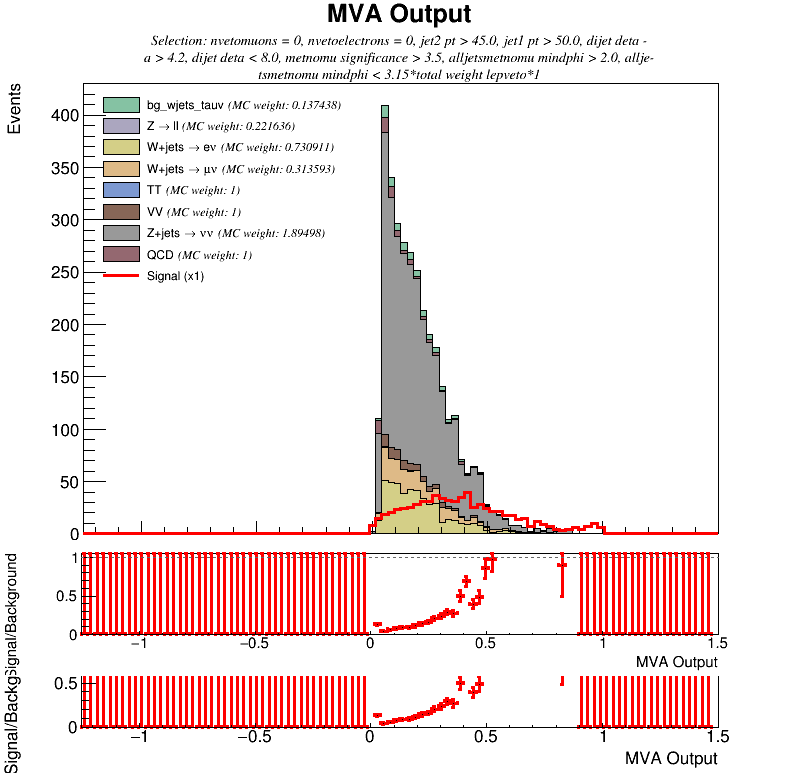 MVA Output
Selection: nvetomuons = 0, nvetoelectrons = 0, jet2 pt > 45.0, jet1 pt > 50.0, dijet deta -
a > 4.2, dijet deta < 8.0, metnomu significance > 3.5, alljetsmetnomu mindphi > 2.0, allje-
tsmetnomu mindphi < 3.15*total weight lepveto*1
Events
400
350
300
250
200
150
100
50
0
bg_wjets_tauv (MC weight: 0.137438)
Z → ll (MC weight: 0.221636)
W+jets → eν (MC weight: 0.730911)
W+jets → μν (MC weight: 0.313593)
TT (MC weight: 1)
VV (MC weight: 1)
Z+jets → νν (MC weight: 1.89498)
QCD (MC weight: 1)
Signal (x1)
Signal/Background
1
0.5
0
−1 −0.5 0 0.5 1 1.5
MVA Output
Signal/Backg
0.5
0
−1 −0.5 0 0.5 1 1.5
MVA Output